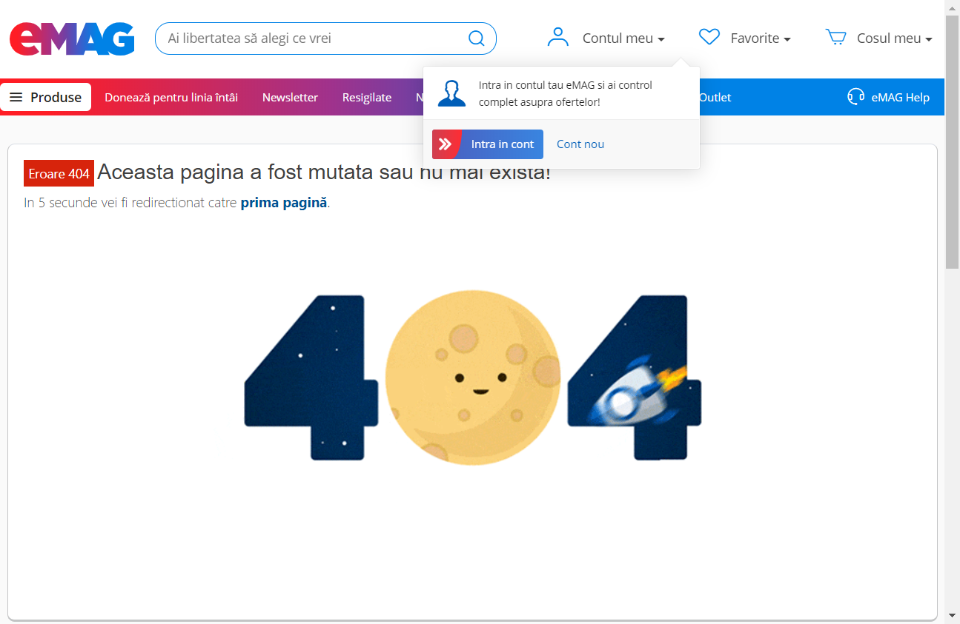 eMAG
Ai libertatea să alegi ce vrei
Contul meu
Favorite
Cosul meu
Produse
Donează pentru linia întâi
Newsletter
Resigilate
N
Outlet
eMAG Help
Intra in contul tau eMAG si ai control
complet asupra ofertelor!
Intra in cont
Cont nou
Eroare 404
Aceasta pagina a fost mutata sau nu mai exista!
In 5 secunde vei fi redirectionat catre prima pagină.
404